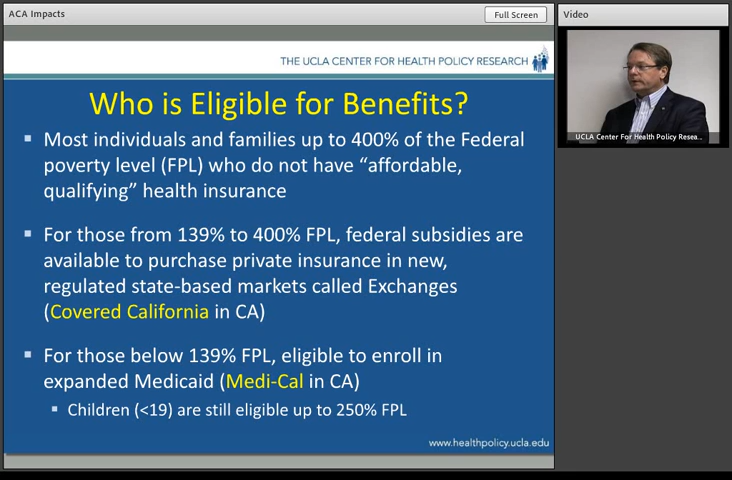 ACA Impacts
Full Screen
Video
THE UCLA CENTER FOR HEALTH POLICY RESEARCH
Who is Eligible for Benefits?
Most individuals and families up to 400% of the Federal
poverty level (FPL) who do not have “affordable,
qualifying” health insurance
For those from 139% to 400% FPL, federal subsidies are
available to purchase private insurance in new,
regulated state-based markets called Exchanges
(Covered California in CA)
For those below 139% FPL, eligible to enroll in
expanded Medicaid (Medi-Cal in CA)
Children (<19) are still eligible up to 250% FPL
www.healthpolicy.ucla.edu
UCLA Center For Health Policy Resea...